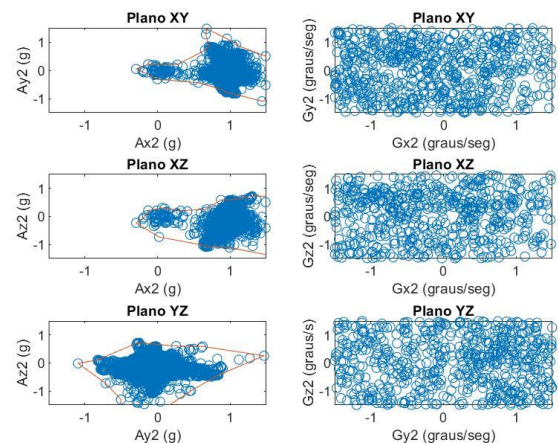 Plano XY
Ay2 (g)
1
0
-1
-1
0
1
Ax2 (g)
Plano XY
Gy2 (graus/seg)
1
0
-1
-1
0
1
Gx2 (graus/seg)
Plano XZ
Az2 (g)
1
0
-1
-1
0
1
Ax2 (g)
Plano XZ
Gz2 (graus/seg)
1
0
-1
-1
0
1
Gx2 (graus/seg)
Plano YZ
Az2 (g)
1
0
-1
-1
0
1
Ay2 (g)
Plano YZ
Gz2 (graus/s)
1
0
-1
-1
0
1
Gy2 (graus/seg)